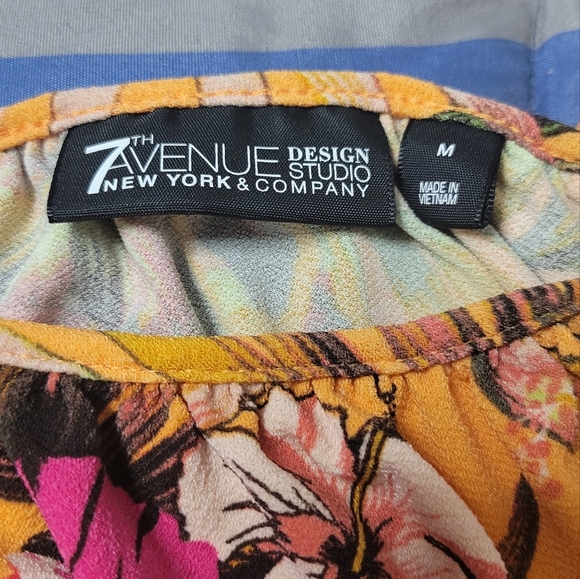 7TH AVENUE DESIGN STUDIO
NEW YORK & COMPANY
M
MADE IN
VIETNAM